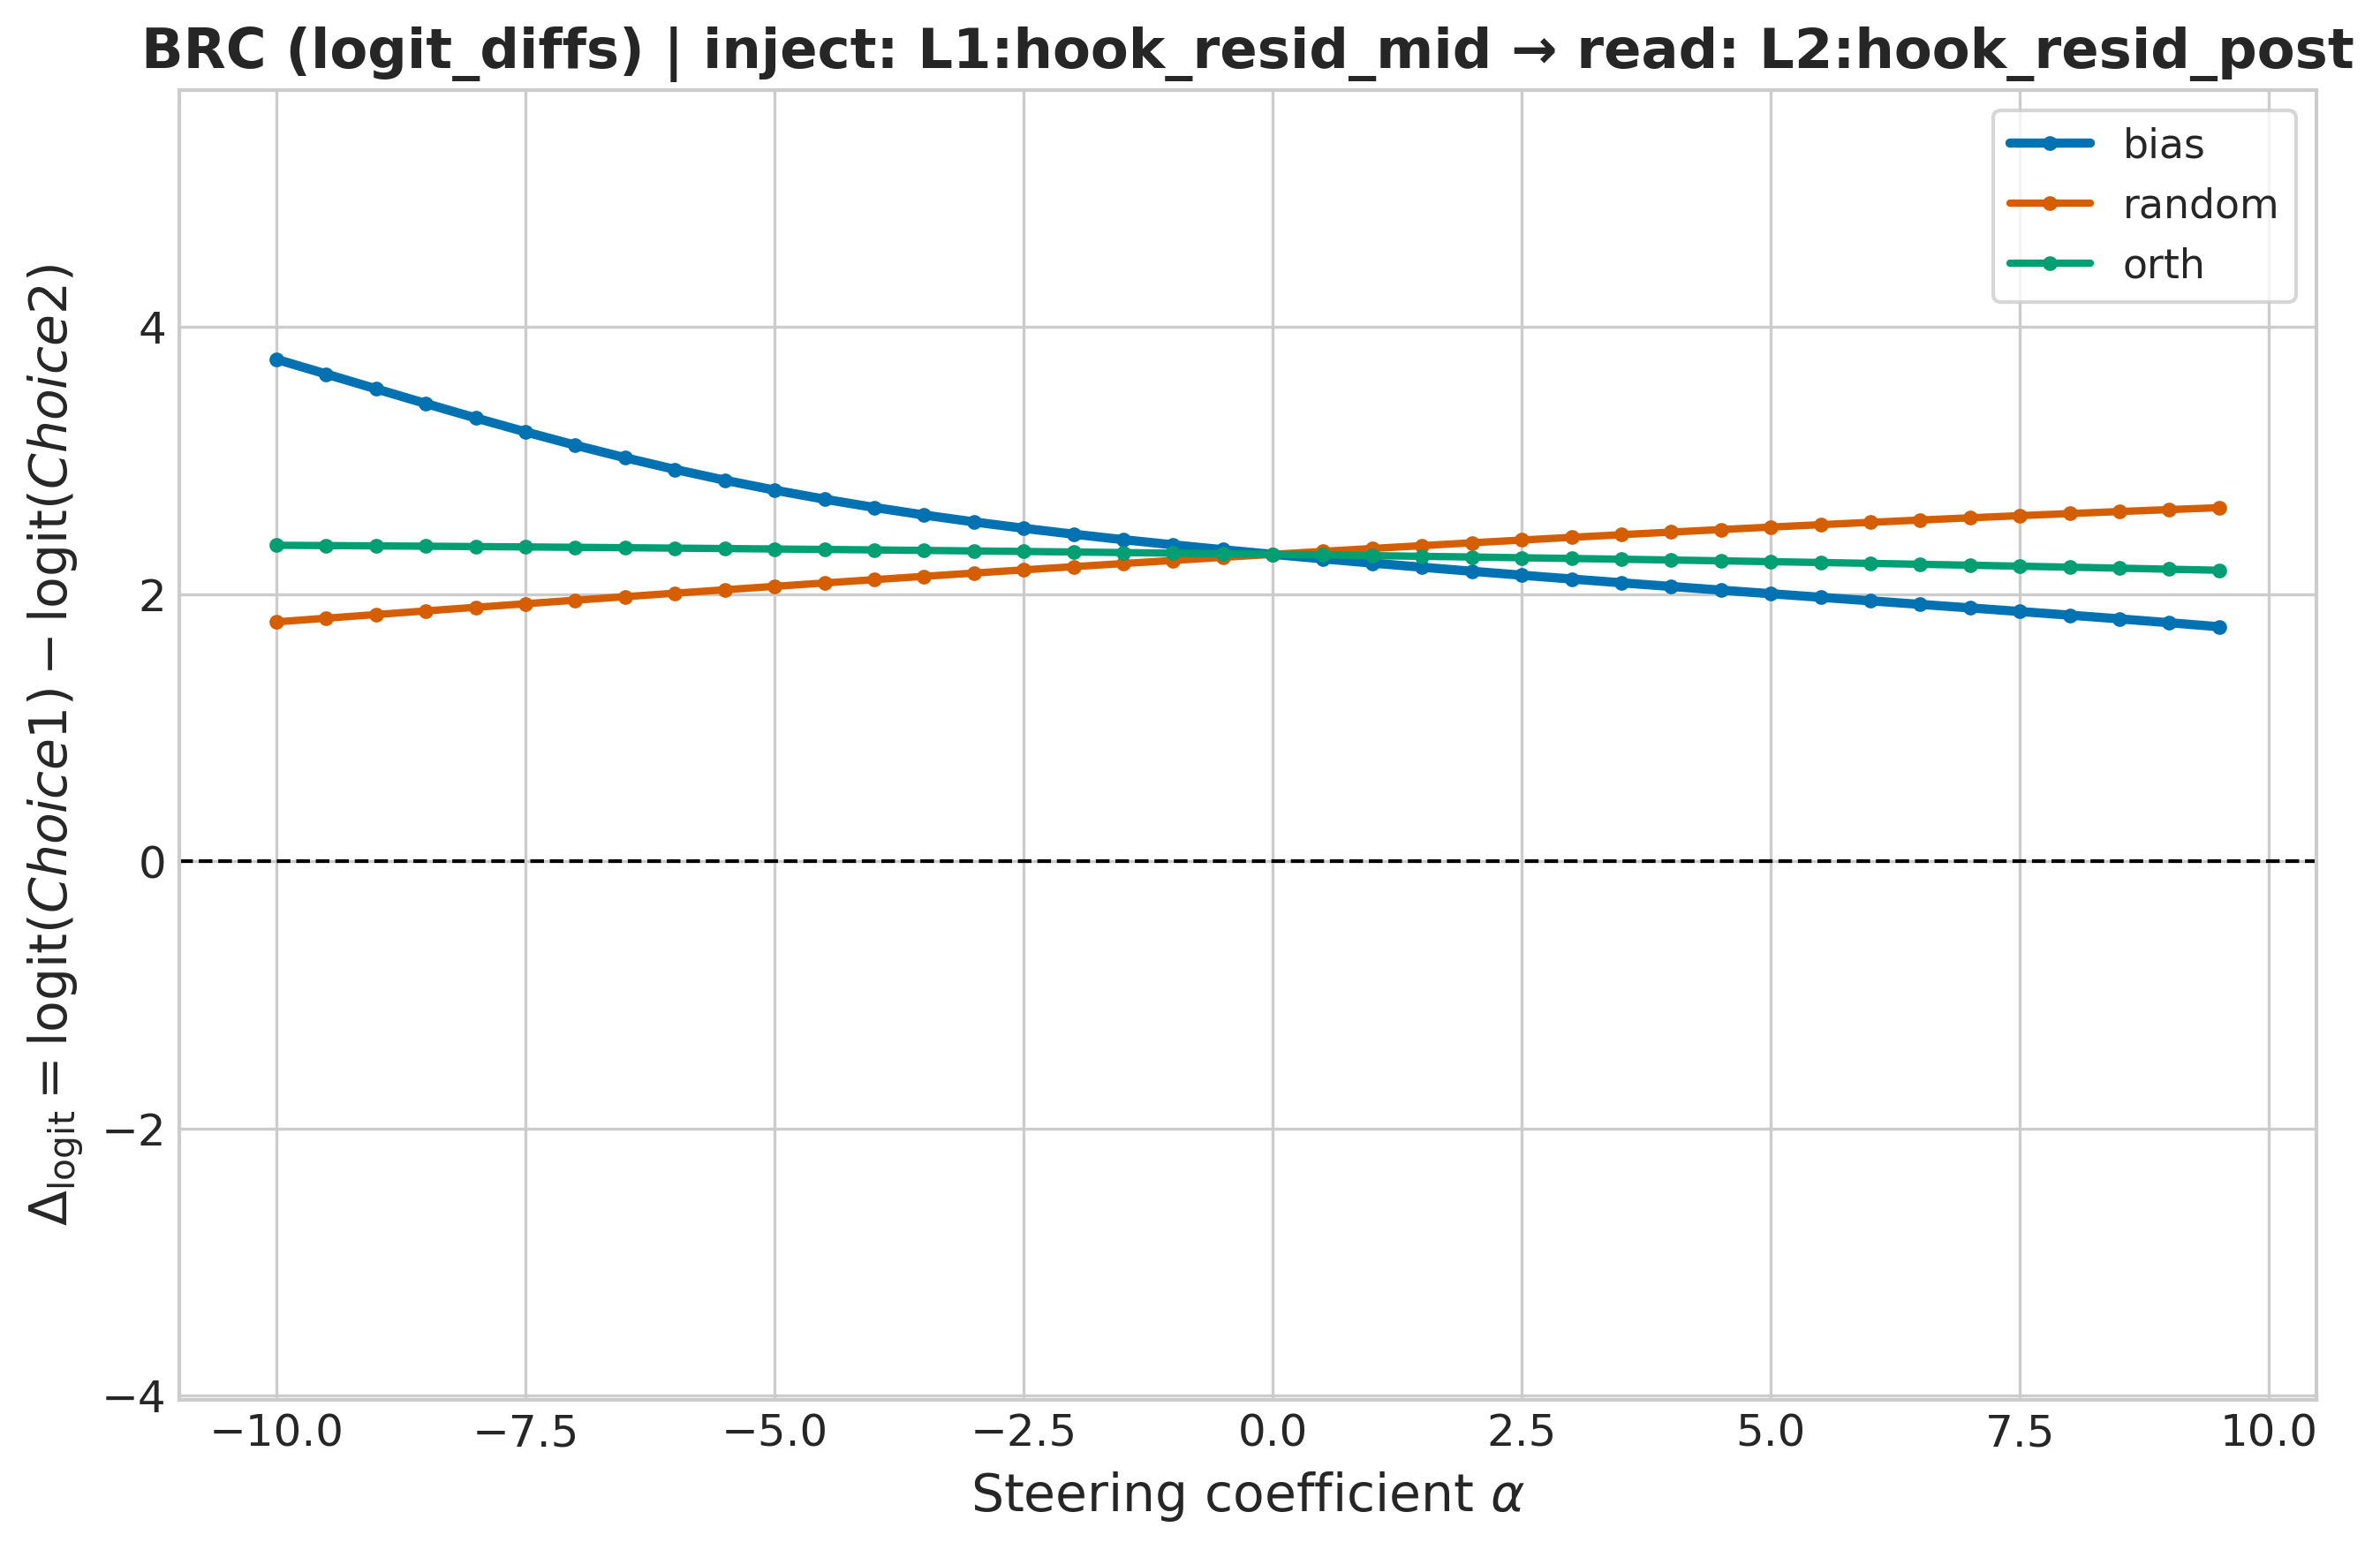 BRC (logit_diffs) | inject: L1:hook_resid_mid → read: L2:hook_resid_post
bias
random
orth
Δlogit = logit(Choice1) − logit(Choice2)
4
2
0
−2
−4
−10.0
−7.5
−5.0
−2.5
0.0
2.5
5.0
7.5
10.0
Steering coefficient α